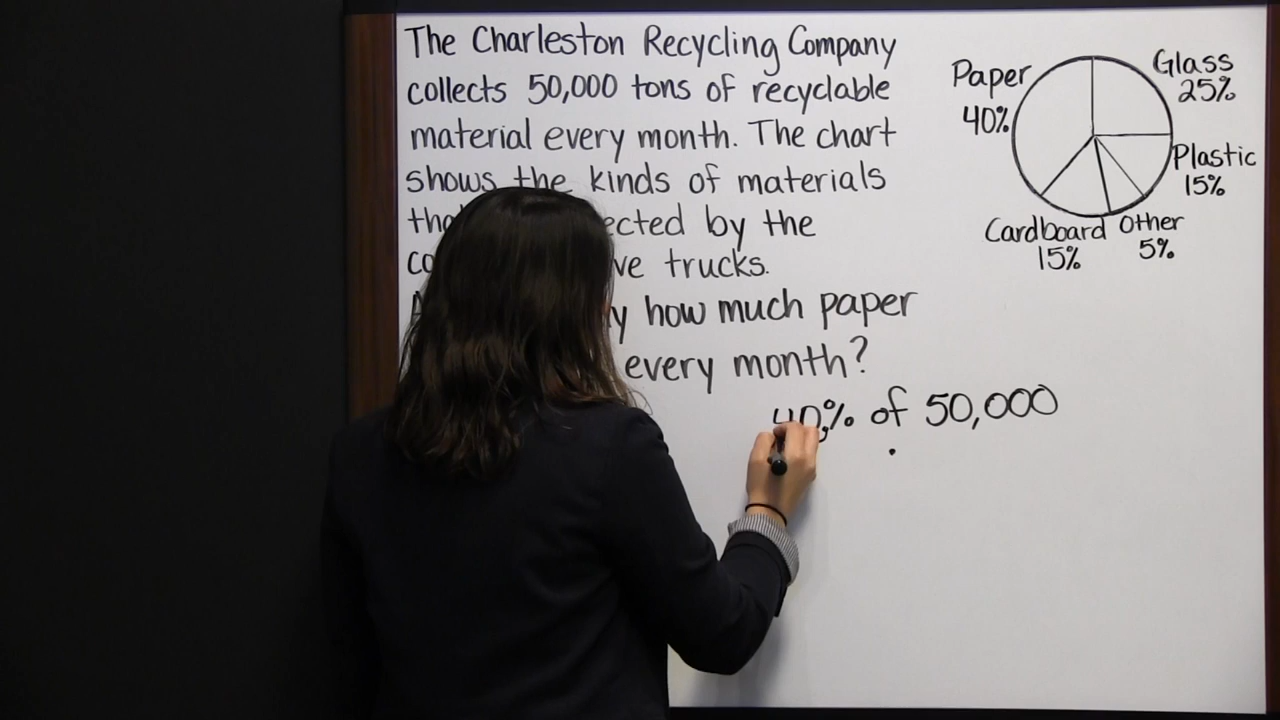 The Charleston Recycling Company
collects 50,000 tons of recyclable
material every month. The chart
shows the kinds of materials
by the
trucks.
how much paper
every month?
40% of 50,000
Paper
40%
Glass
25%
Plastic
15%
Other
5%
Cardboard
15%